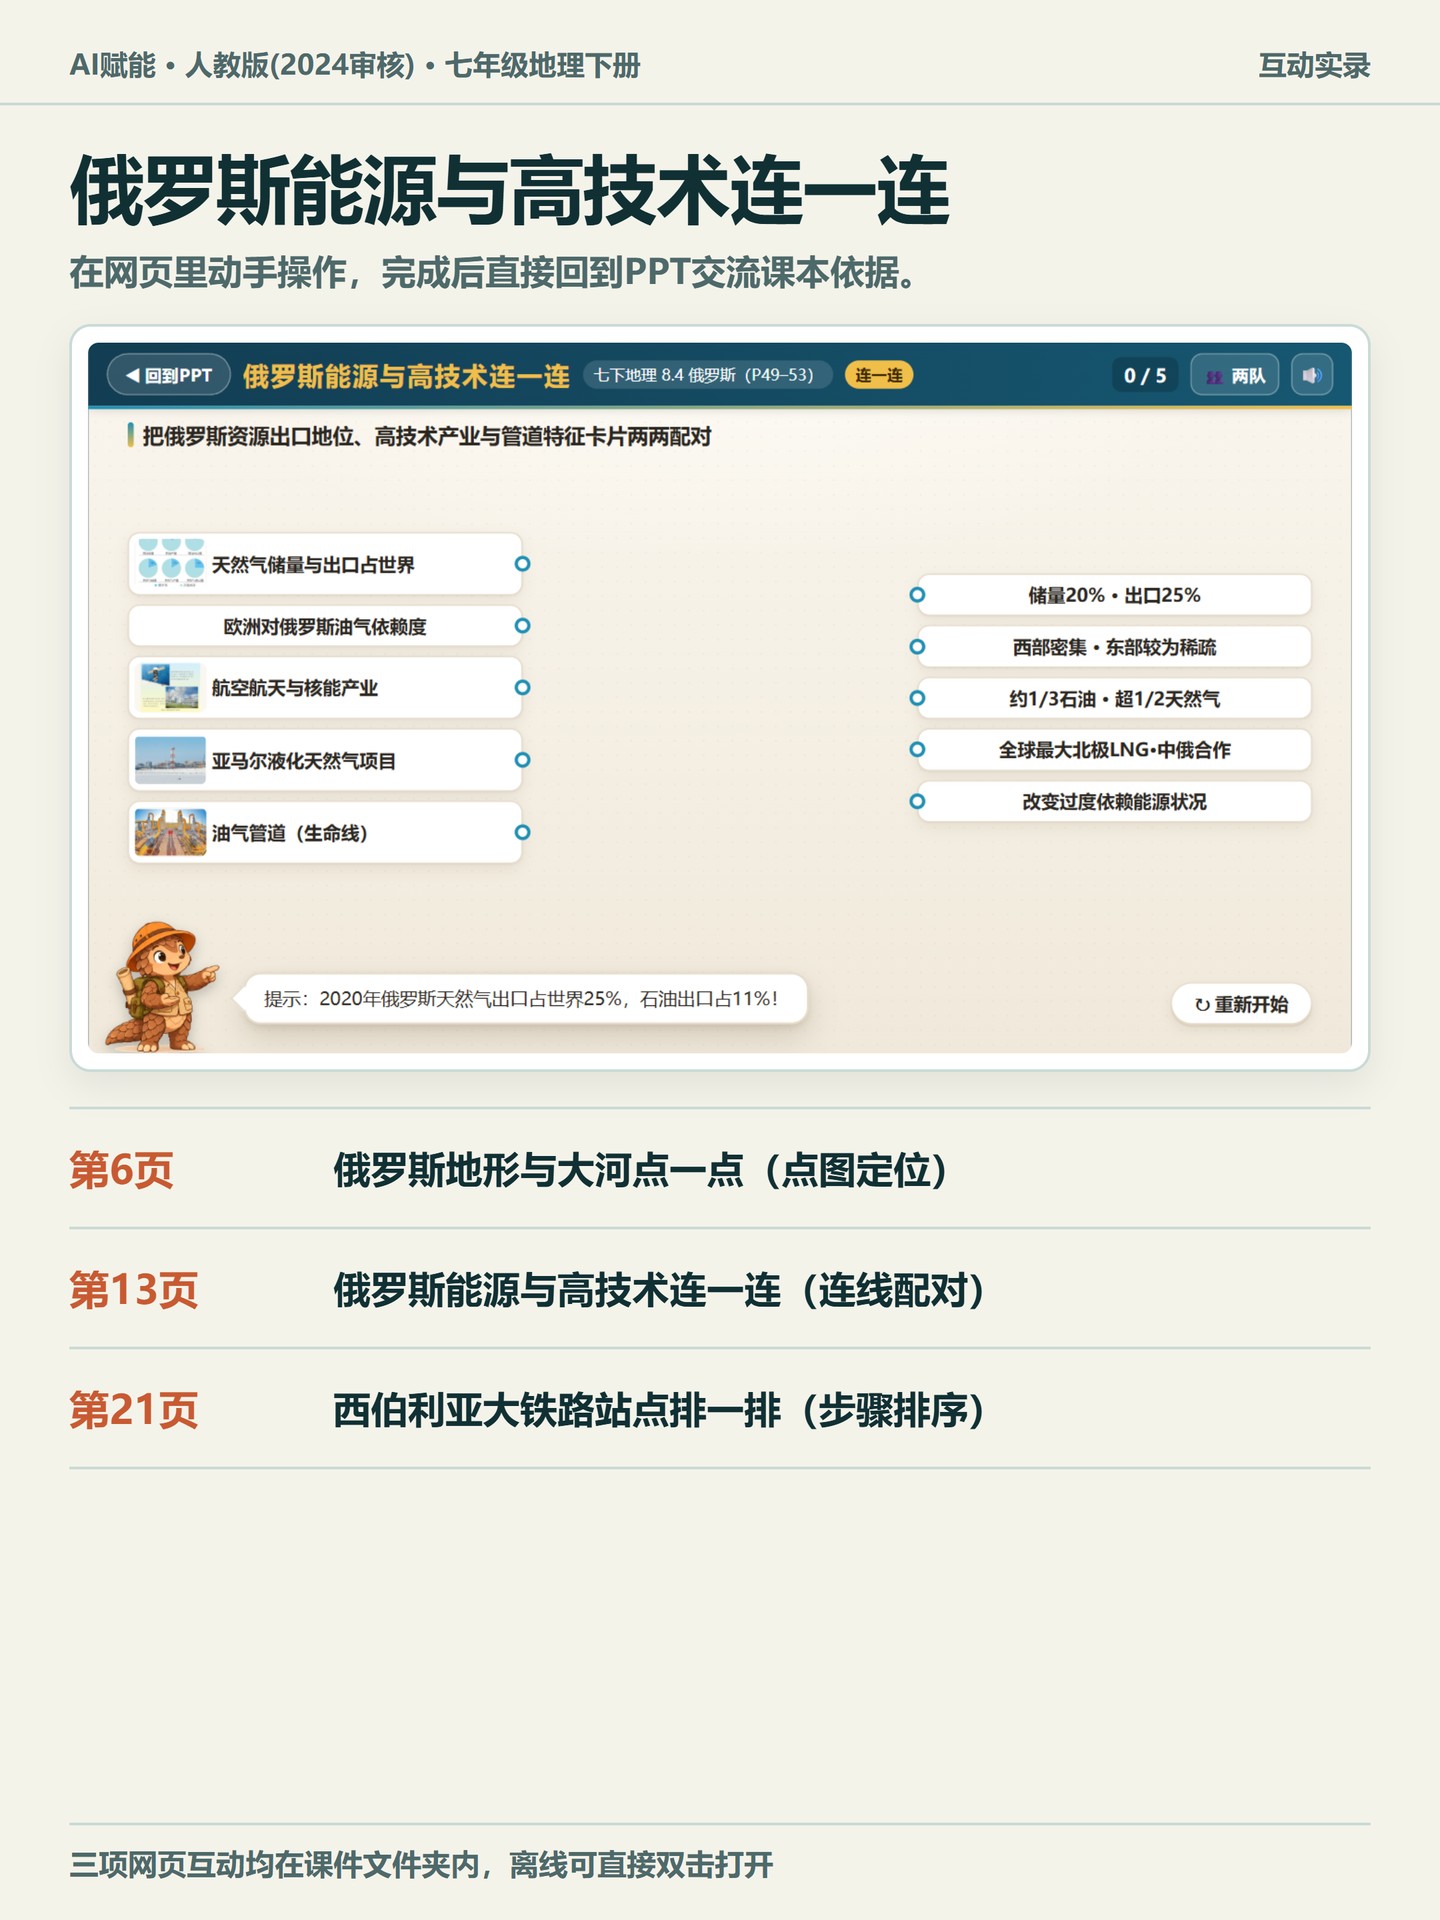 AI赋能・人教版(2024审核)・七年级地理下册
互动实录
俄罗斯能源与高技术连一连
在网页里动手操作，完成后直接回到PPT交流课本依据。
◀ 回到PPT
俄罗斯能源与高技术连一连
七下地理 8.4 俄罗斯（P49–53）
连一连
0 / 5
两队
把俄罗斯资源出口地位、高技术产业与管道特征卡片两两配对
天然气储量与出口占世界
欧洲对俄罗斯油气依赖度
航空航天与核能产业
亚马尔液化天然气项目
油气管道（生命线）
储量20%・出口25%
西部密集・东部较为稀疏
约1/3石油・超1/2天然气
全球最大北极LNG·中俄合作
改变过度依赖能源状况
提示：2020年俄罗斯天然气出口占世界25%，石油出口占11%！
↻ 重新开始
第6页 俄罗斯地形与大河点一点（点图定位）
第13页 俄罗斯能源与高技术连一连（连线配对）
第21页 西伯利亚大铁路站点排一排（步骤排序）
三项网页互动均在课件文件夹内，离线可直接双击打开